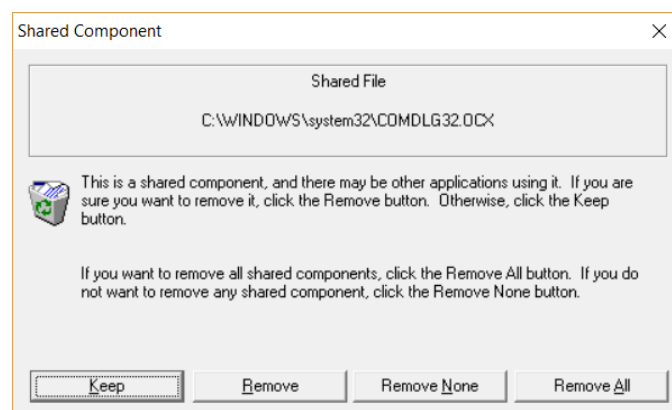 Shared Component
Shared File
C:\WINDOWS\system32\COMDLG32.OCX
This is a shared component, and there may be other applications using it. If you are
sure you want to remove it, click the Remove button. Otherwise, click the Keep
button.
If you want to remove all shared components, click the Remove All button. If you do
not want to remove any shared component, click the Remove None button.
Keep Remove Remove None Remove All